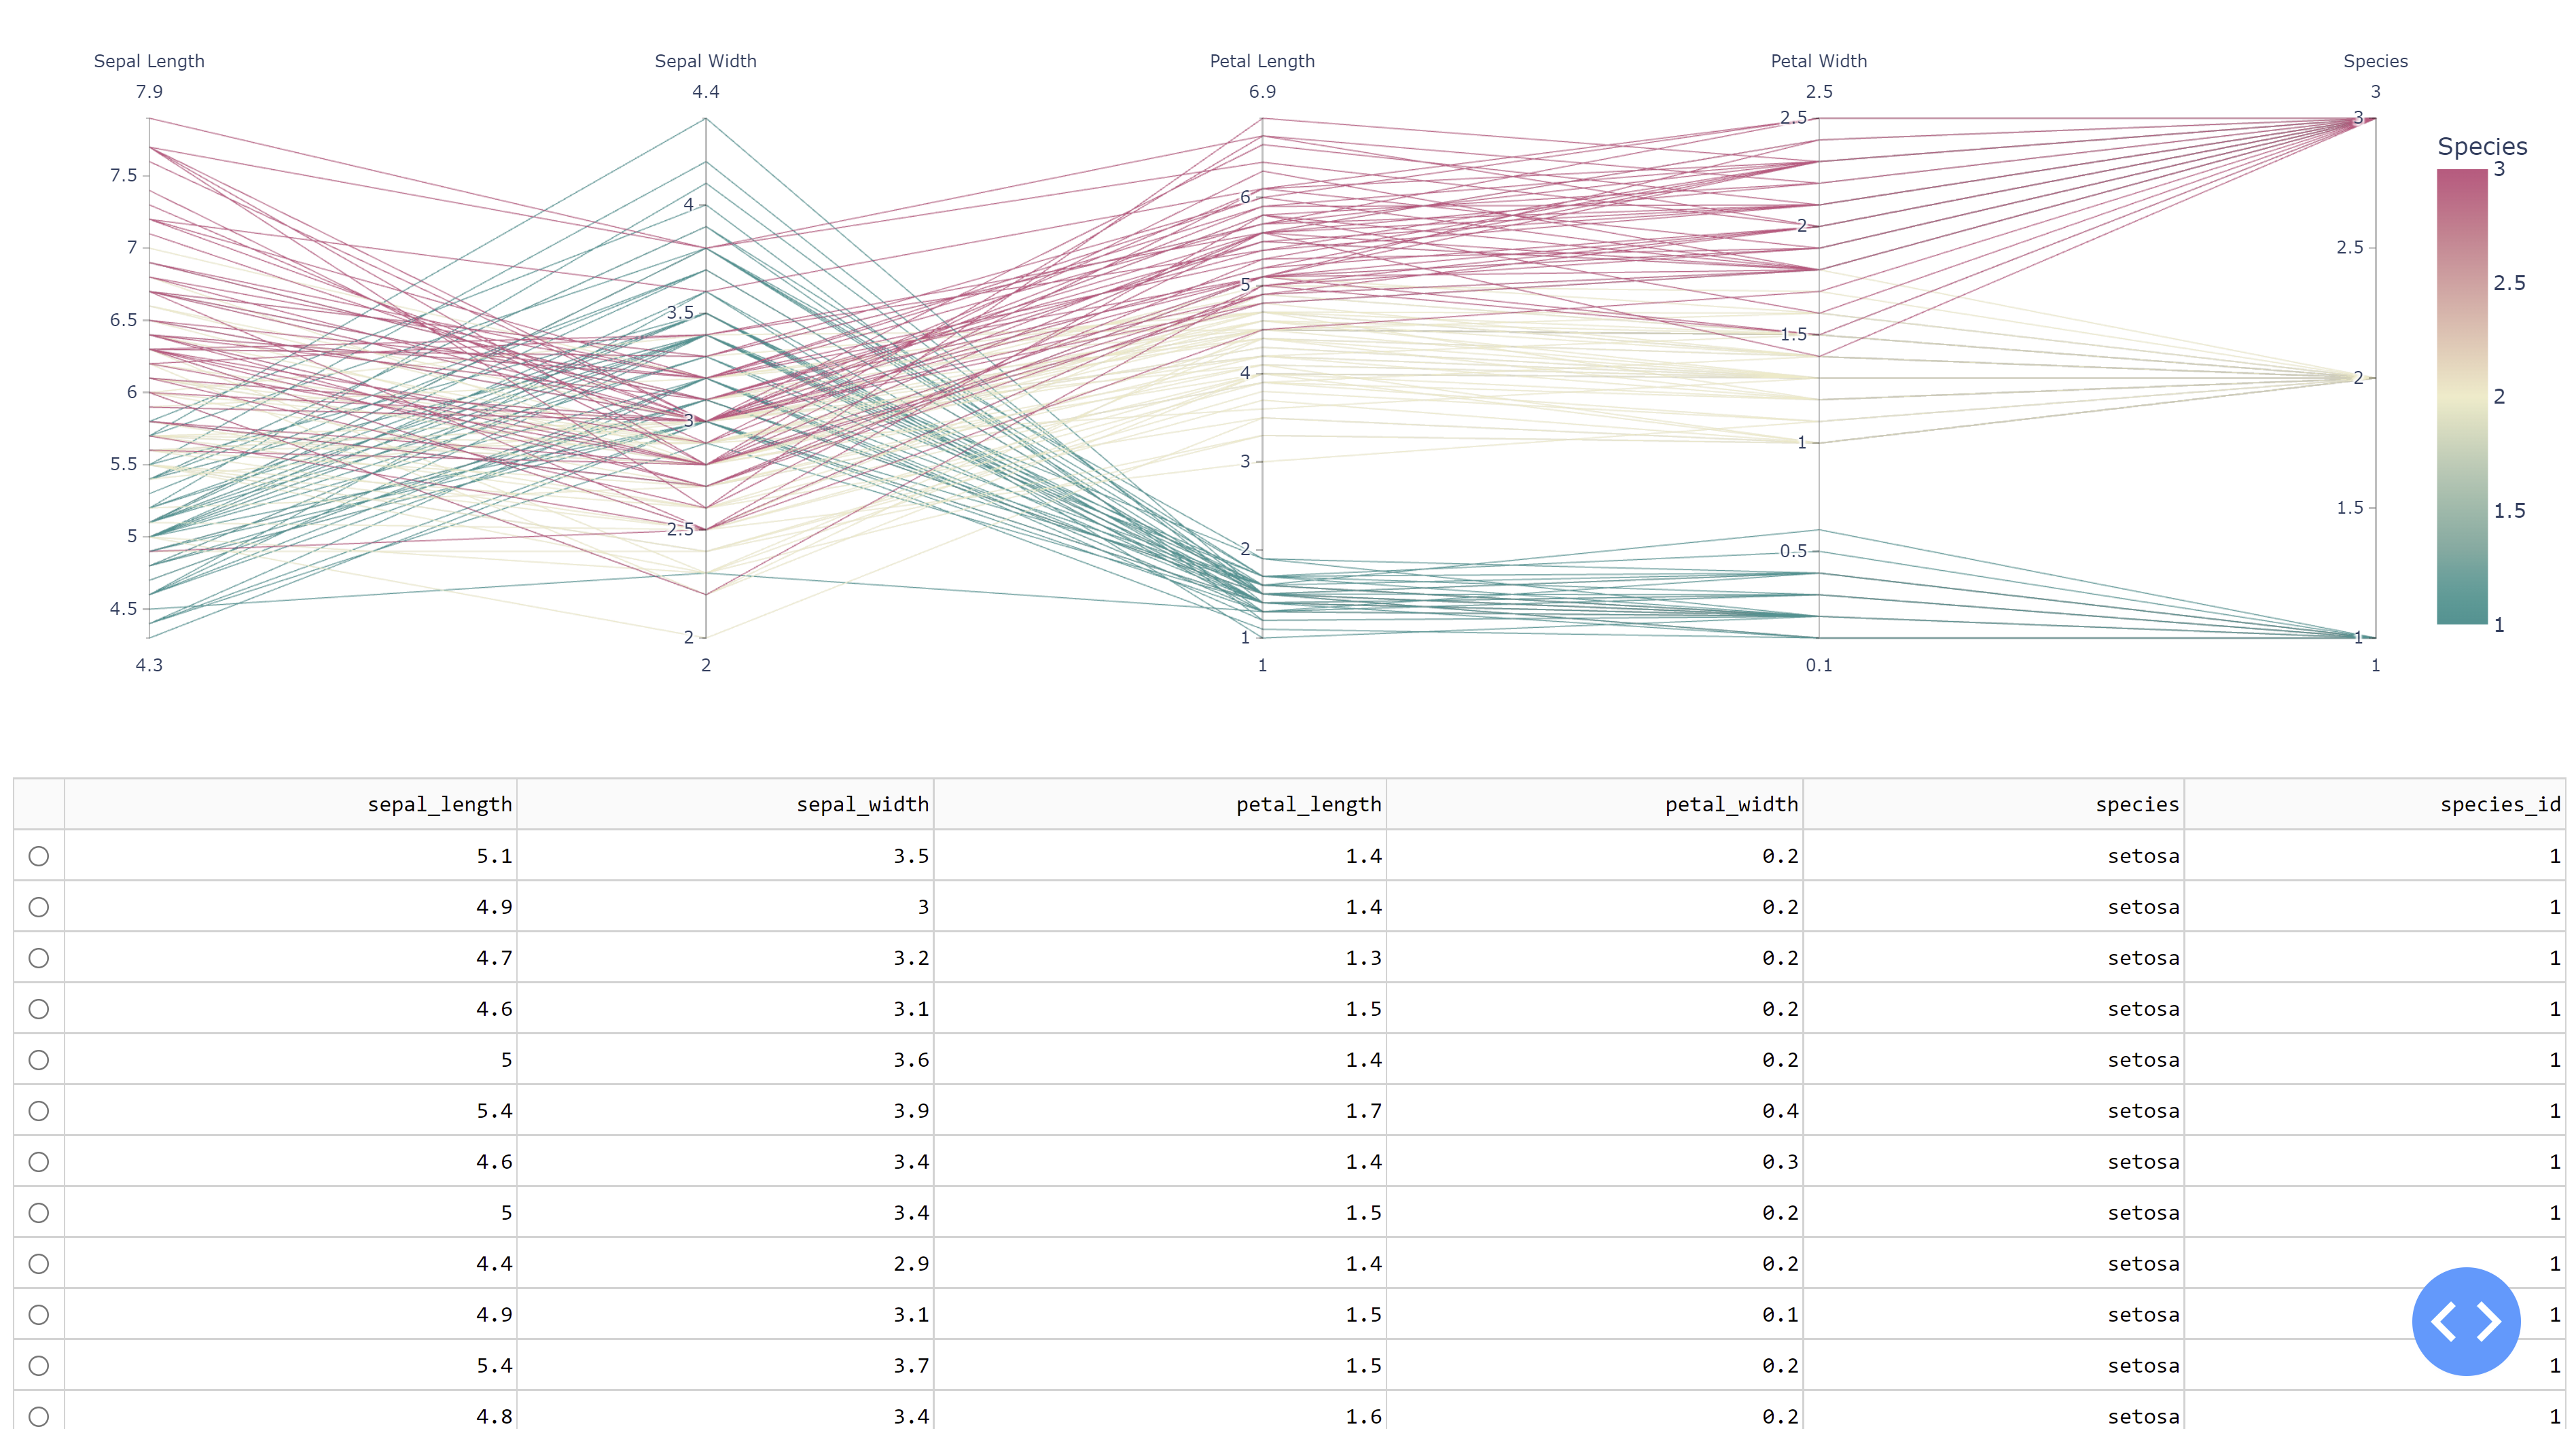 Sepal Length Sepal Width Petal Length Petal Width Species
7.9 4.4 6.9 2.5 3
2.5 3
Species
3
7.5
4 6
2 2.5
7
2.5
3.5 5
6.5 1.5
4 2 2
6 3 1
5.5 3
1.5 1.5
5 2.5
2 0.5
4.5
2 1 1 1
4.3 2 1 0.1 1
sepal_length sepal_width petal_length petal_width species species_id
5.1 3.5 1.4 0.2 setosa 1
4.9 3 1.4 0.2 setosa 1
4.7 3.2 1.3 0.2 setosa 1
4.6 3.1 1.5 0.2 setosa 1
5 3.6 1.4 0.2 setosa 1
5.4 3.9 1.7 0.4 setosa 1
4.6 3.4 1.4 0.3 setosa 1
5 3.4 1.5 0.2 setosa 1
4.4 2.9 1.4 0.2 setosa 1
4.9 3.1 1.5 0.1 setosa 1
5.4 3.7 1.5 0.2 setosa 1
4.8 3.4 1.6 0.2 setosa 1